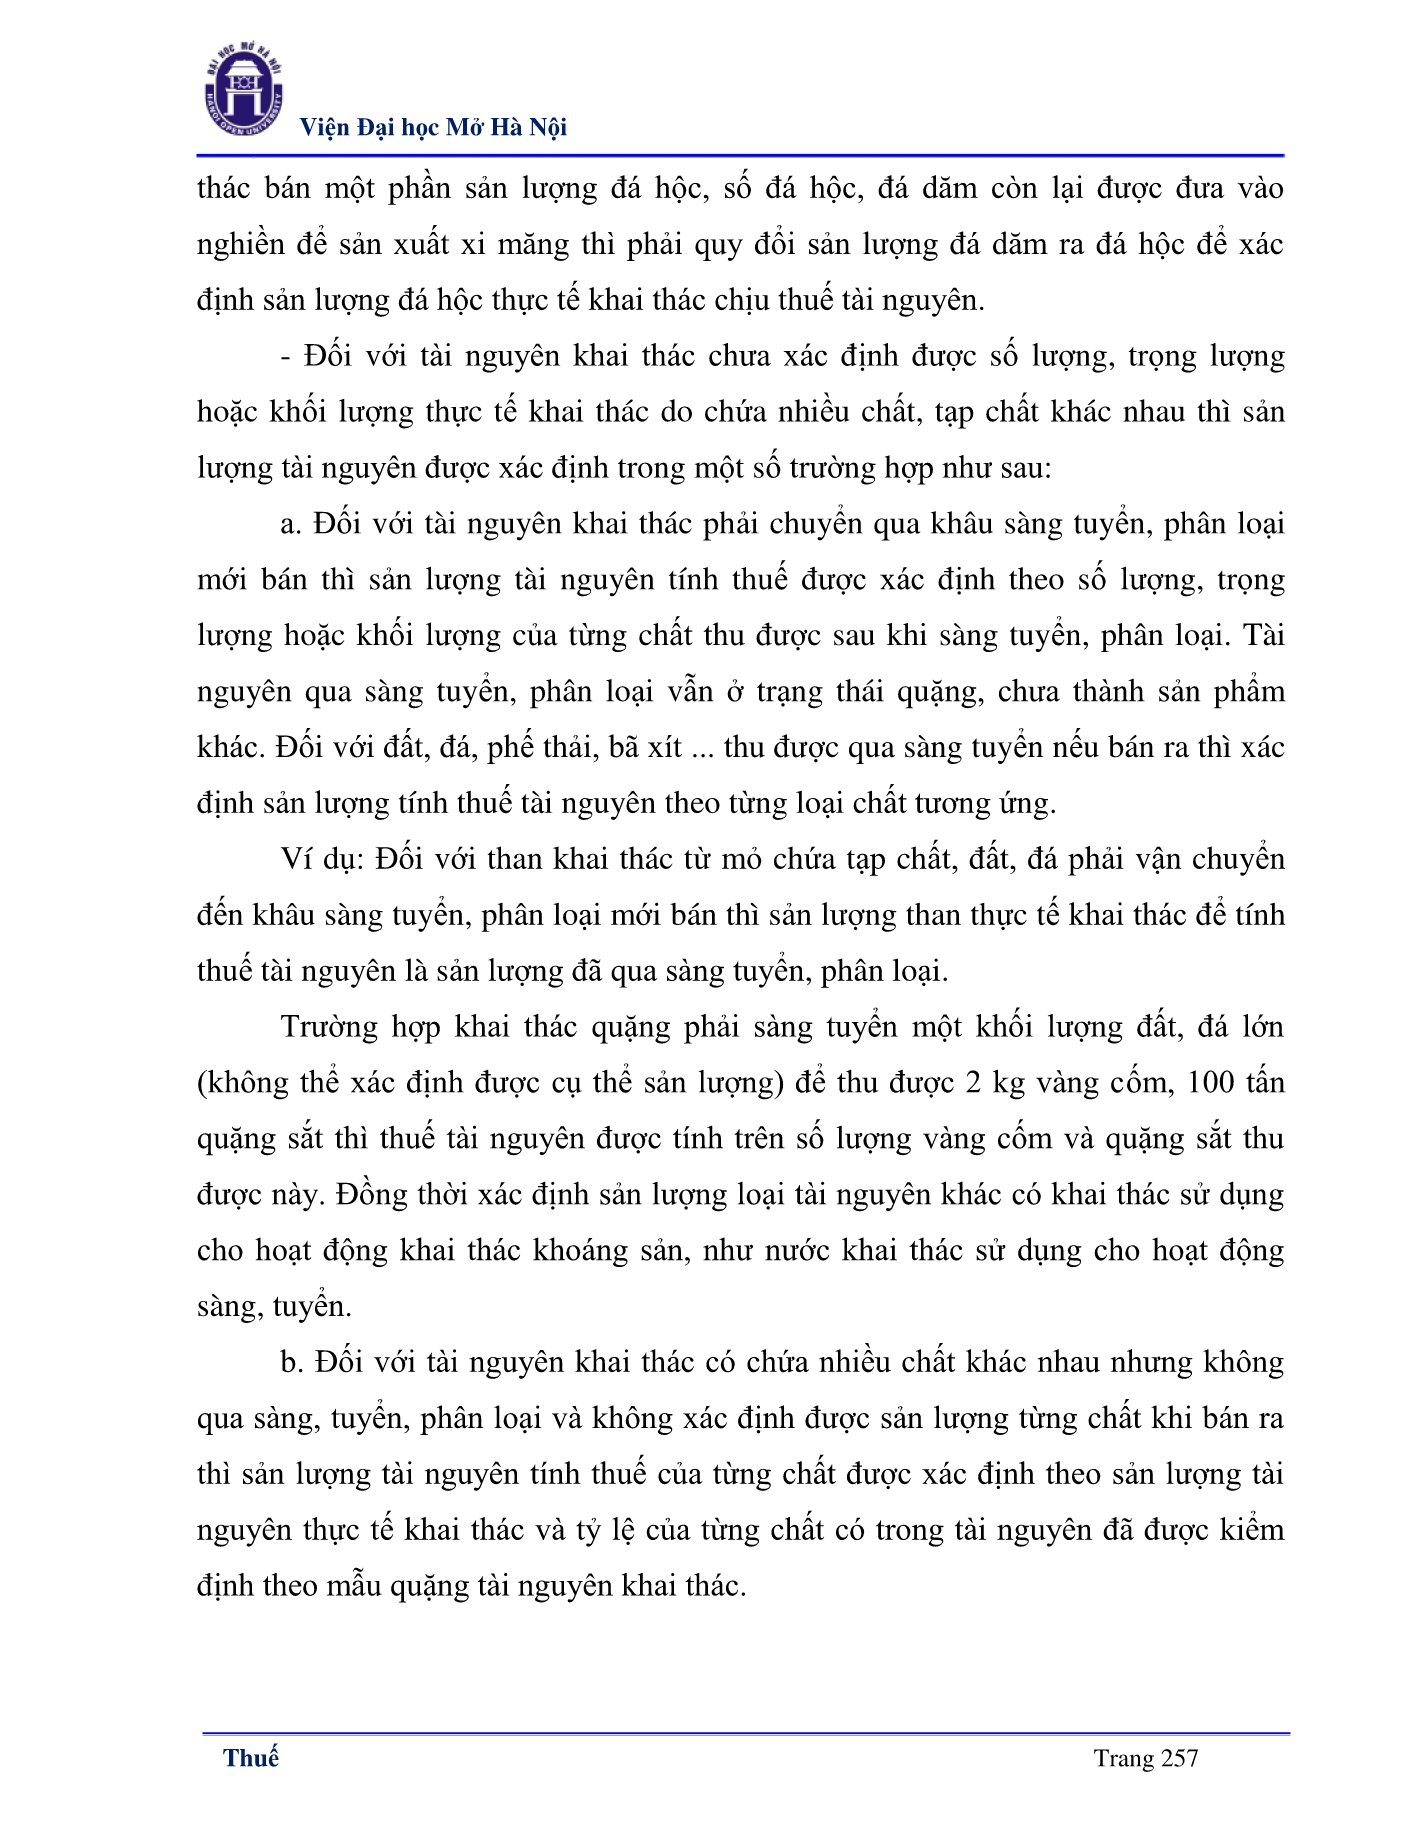 ĐẠI HỌC MỞ HÀ NỘI
HANOI OPEN UNIVERSITY
Viện Đại học Mở Hà Nội
thác bán một phần sản lượng đá hộc, số đá hộc, đá dăm còn lại được đưa vào
nghiền để sản xuất xi măng thì phải quy đổi sản lượng đá dăm ra đá hộc để xác
định sản lượng đá hộc thực tế khai thác chịu thuế tài nguyên.
- Đối với tài nguyên khai thác chưa xác định được số lượng, trọng lượng
hoặc khối lượng thực tế khai thác do chứa nhiều chất, tạp chất khác nhau thì sản
lượng tài nguyên được xác định trong một số trường hợp như sau:
a. Đối với tài nguyên khai thác phải chuyển qua khâu sàng tuyển, phân loại
mới bán thì sản lượng tài nguyên tính thuế được xác định theo số lượng, trọng
lượng hoặc khối lượng của từng chất thu được sau khi sàng tuyển, phân loại. Tài
nguyên qua sàng tuyển, phân loại vẫn ở trạng thái quặng, chưa thành sản phẩm
khác. Đối với đất, đá, phế thải, bã xít ... thu được qua sàng tuyển nếu bán ra thì xác
định sản lượng tính thuế tài nguyên theo từng loại chất tương ứng.
Ví dụ: Đối với than khai thác từ mỏ chứa tạp chất, đất, đá phải vận chuyển
đến khâu sàng tuyển, phân loại mới bán thì sản lượng than thực tế khai thác để tính
thuế tài nguyên là sản lượng đã qua sàng tuyển, phân loại.
Trường hợp khai thác quặng phải sàng tuyển một khối lượng đất, đá lớn
(không thể xác định được cụ thể sản lượng) để thu được 2 kg vàng cốm, 100 tấn
quặng sắt thì thuế tài nguyên được tính trên số lượng vàng cốm và quặng sắt thu
được này. Đồng thời xác định sản lượng loại tài nguyên khác có khai thác sử dụng
cho hoạt động khai thác khoáng sản, như nước khai thác sử dụng cho hoạt động
sàng, tuyển.
b. Đối với tài nguyên khai thác có chứa nhiều chất khác nhau nhưng không
qua sàng, tuyển, phân loại và không xác định được sản lượng từng chất khi bán ra
thì sản lượng tài nguyên tính thuế của từng chất được xác định theo sản lượng tài
nguyên thực tế khai thác và tỷ lệ của từng chất có trong tài nguyên đã được kiểm
định theo mẫu quặng tài nguyên khai thác.
Thuế
Trang 257